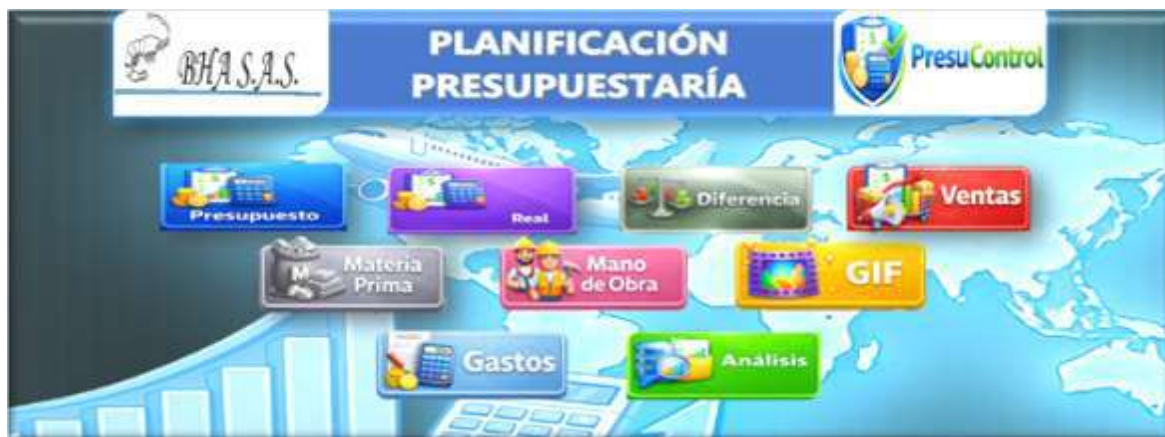 BHA S.A.S.
PLANIFICACIÓN
PRESUPUESTARÍA
PresuControl
Presupuesto
Real
Diferencia
Ventas
Materia
Prima
Mano
de Obra
GIF
Gastos
Análisis